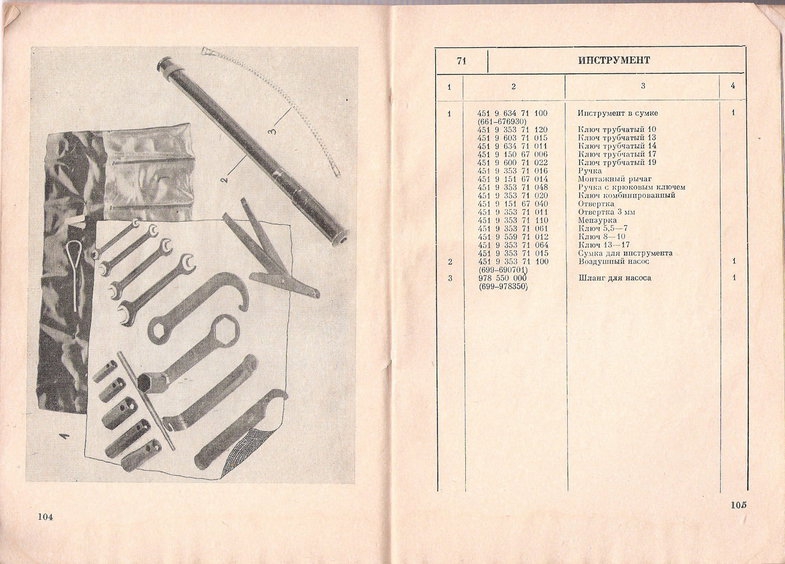 1
2
3
104
71 ИНСТРУМЕНТ
1 2 3 4
1 451 9 634 71 100 Инструмент в сумке 1
(661–676930)
451 9 353 71 120 Ключ трубчатый 10
451 9 603 71 015 Ключ трубчатый 13
451 9 634 71 011 Ключ трубчатый 14
451 9 150 67 006 Ключ трубчатый 17
451 9 600 71 022 Ключ трубчатый 19
451 9 353 71 016 Ручка
451 9 151 67 014 Монтажный рычаг
451 9 353 71 048 Ручка с крюковым ключем
451 9 353 71 020 Ключ комбинированный
451 9 151 67 040 Отвертка
451 9 353 71 011 Отвертка 3 мм
451 9 353 71 110 Мензурка
451 9 353 71 061 Ключ 5,5—7
451 9 559 71 012 Ключ 8—10
451 9 353 71 064 Ключ 13—17
451 9 353 71 015 Сумка для инструмента
2 451 9 353 71 100 Воздушный насос 1
(699–690701)
3 978 550 000 Шланг для насоса 1
(699–978350)
105